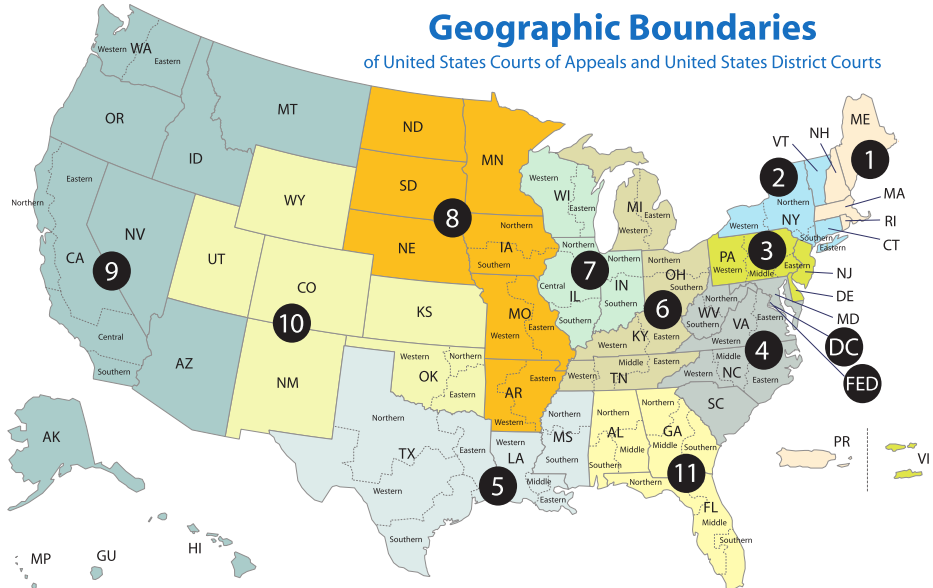 Geographic Boundaries
of United States Courts of Appeals and United States District Courts
WA
Western
Eastern
OR
MT
ID
Eastern
Northern
CA
NV
9
Central
Southern
AZ
AK
HI
MP
GU
WY
UT
CO
10
KS
NM
Western
Northern
OK
Eastern
ND
MN
SD
8
NE
Northern
IA
Southern
MO
Western
Eastern
Eastern
AR
Western
Northern
TX
Eastern
Western
Southern
5
Western
LA
Middle
Eastern
Northern
MS
Southern
Western
WI
Eastern
7
Northern
Central
IL
Southern
Northern
IN
Southern
MI
Eastern
Western
Northern
OH
Southern
6
KY
Western
Eastern
Middle
Eastern
Western
TN
Northern
WV
Southern
VA
Eastern
Western
4
Middle
Western
NC
Eastern
SC
Northern
AL
Middle
Southern
Northern
GA
Middle
Southern
11
Northern
FL
Middle
Southern
PA
3
Western
Middle
Eastern
NJ
DE
MD
DC
FED
2
Northern
NY
Western
Southern
Eastern
VT
NH
ME
1
MA
RI
CT
PR
VI